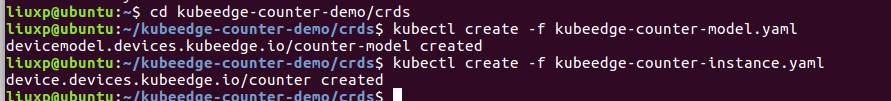 liuxp@ubuntu:~$ cd kubeedge-counter-demo/crds
liuxp@ubuntu:~/kubeedge-counter-demo/crds$ kubectl create -f kubeedge-counter-model.yaml
devicemodel.devices.kubeedge.io/counter-model created
liuxp@ubuntu:~/kubeedge-counter-demo/crds$ kubectl create -f kubeedge-counter-instance.yaml
device.devices.kubeedge.io/counter created
liuxp@ubuntu:~/kubeedge-counter-demo/crds$